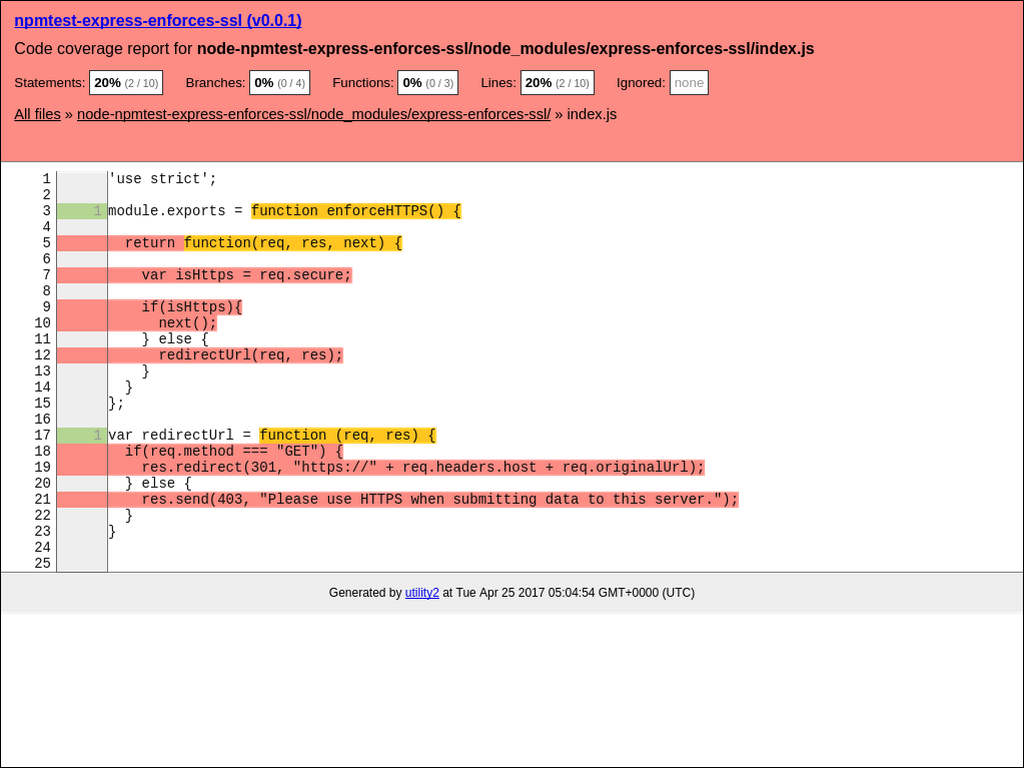 npmtest-express-enforces-ssl (v0.0.1)
Code coverage report for node-npmtest-express-enforces-ssl/node_modules/express-enforces-ssl/index.js
Statements: 20% (2 / 10) Branches: 0% (0 / 4) Functions: 0% (0 / 3) Lines: 20% (2 / 10) Ignored: none
All files » node-npmtest-express-enforces-ssl/node_modules/express-enforces-ssl/ » index.js
1 'use strict';
2
3 1 module.exports = function enforceHTTPS() {
4
5 return function(req, res, next) {
6
7 var isHttps = req.secure;
8
9 if(isHttps){
10 next();
11 } else {
12 redirectUrl(req, res);
13 }
14 }
15 };
16
17 1 var redirectUrl = function (req, res) {
18 if(req.method === "GET") {
19 res.redirect(301, "https://" + req.headers.host + req.originalUrl);
20 } else {
21 res.send(403, "Please use HTTPS when submitting data to this server.");
22 }
23 }
24
25
Generated by utility2 at Tue Apr 25 2017 05:04:54 GMT+0000 (UTC)